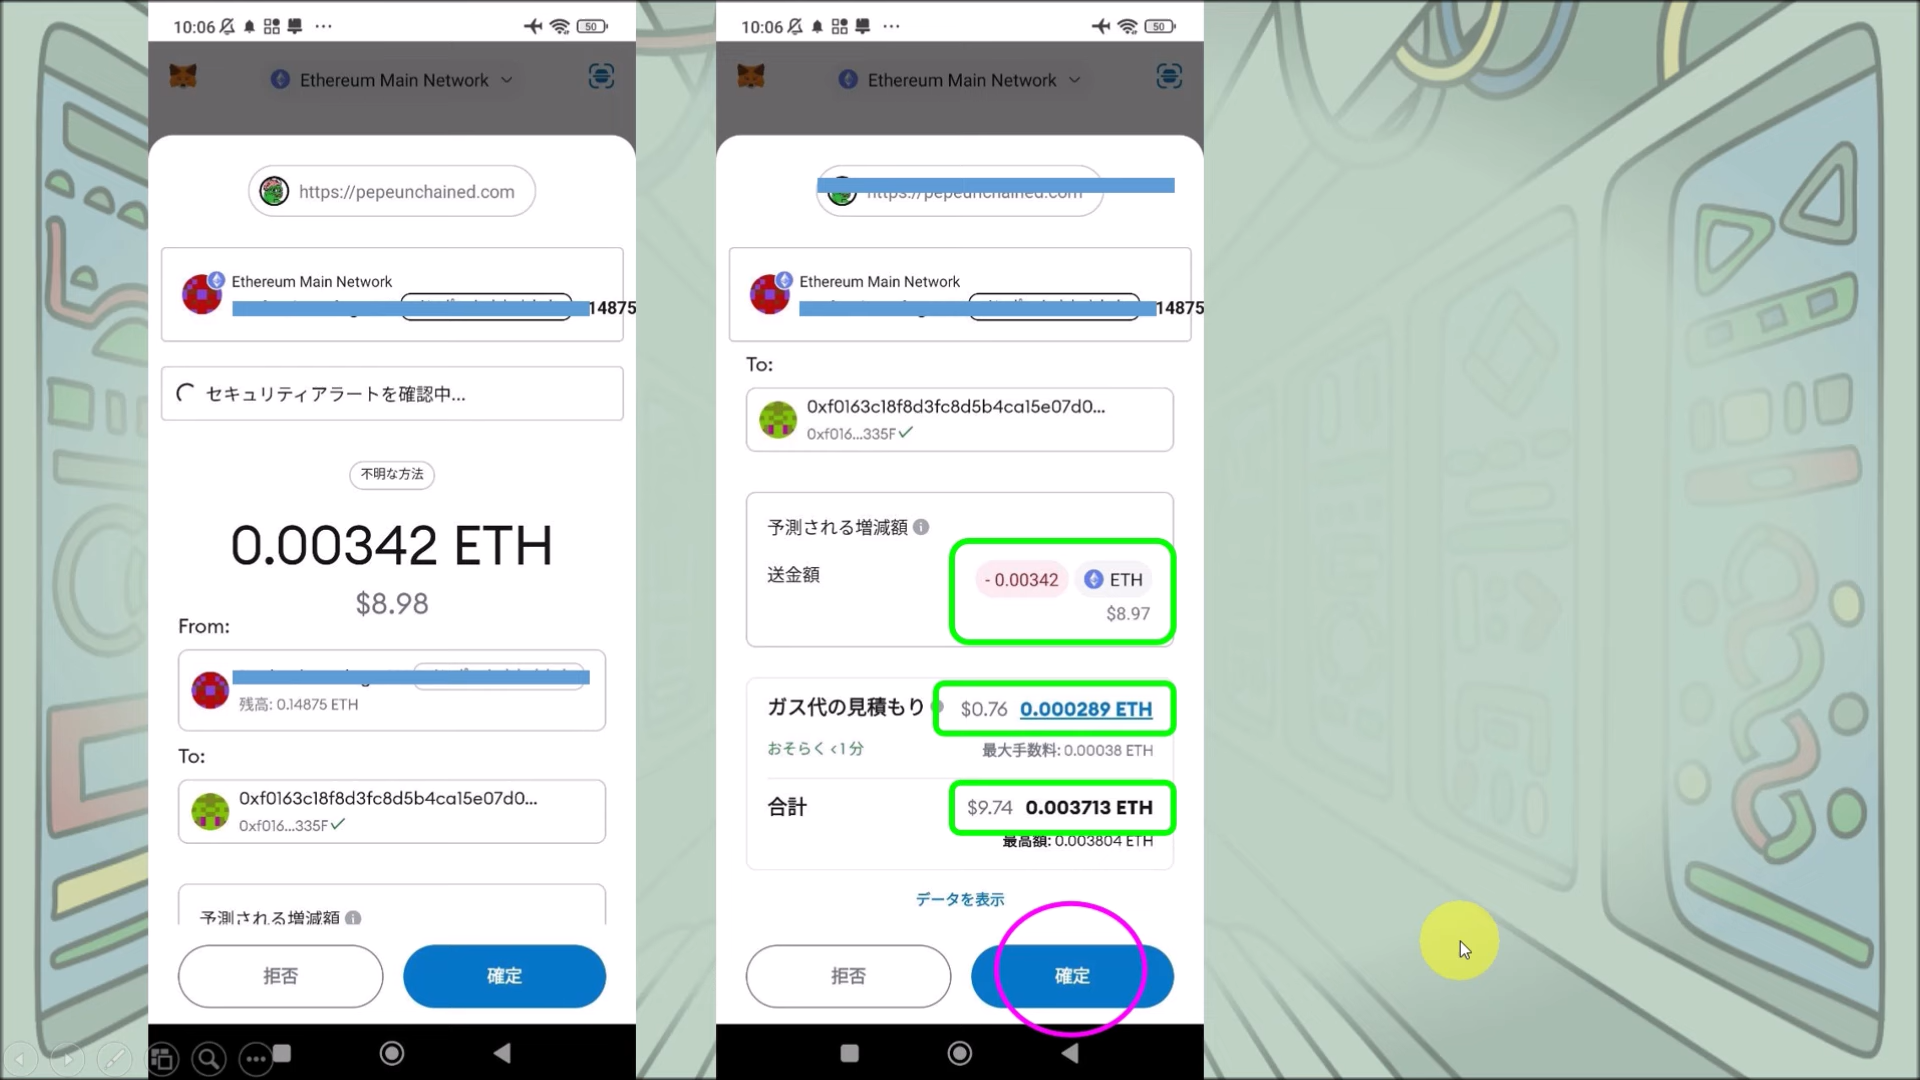 10:06
50
Ethereum Main Network
https://pepeunchained.com
Ethereum Main Network
14875
セキュリティアラートを確認中...
不明な方法
0.00342 ETH
$8.98
From:
残高: 0.14875 ETH
To:
0xf0163c18f8d3fc8d5b4ca15e07d0...
0xf016...335F
予測される増減額
拒否
確定
10:06
50
Ethereum Main Network
https://pepeunchained.com
Ethereum Main Network
14875
To:
0xf0163c18f8d3fc8d5b4ca15e07d0...
0xf016...335F
予測される増減額
送金額 - 0.00342 ETH
$8.97
ガス代の見積もり $0.76 0.000289 ETH
おそらく <1 分 最大手数料: 0.00038 ETH
合計 $9.74 0.003713 ETH
最高額: 0.003804 ETH
データを表示
拒否
確定